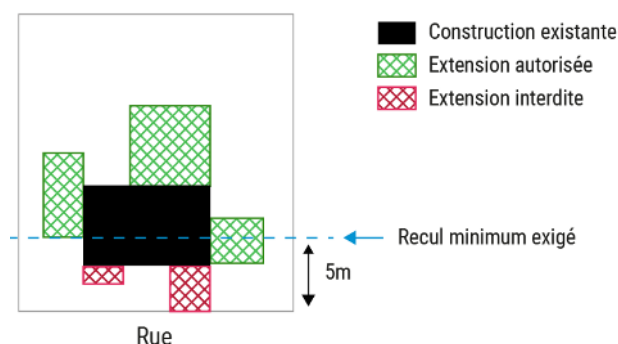 Construction existante
Extension autorisée
Extension interdite
Recul minimum exigé
5m
Rue